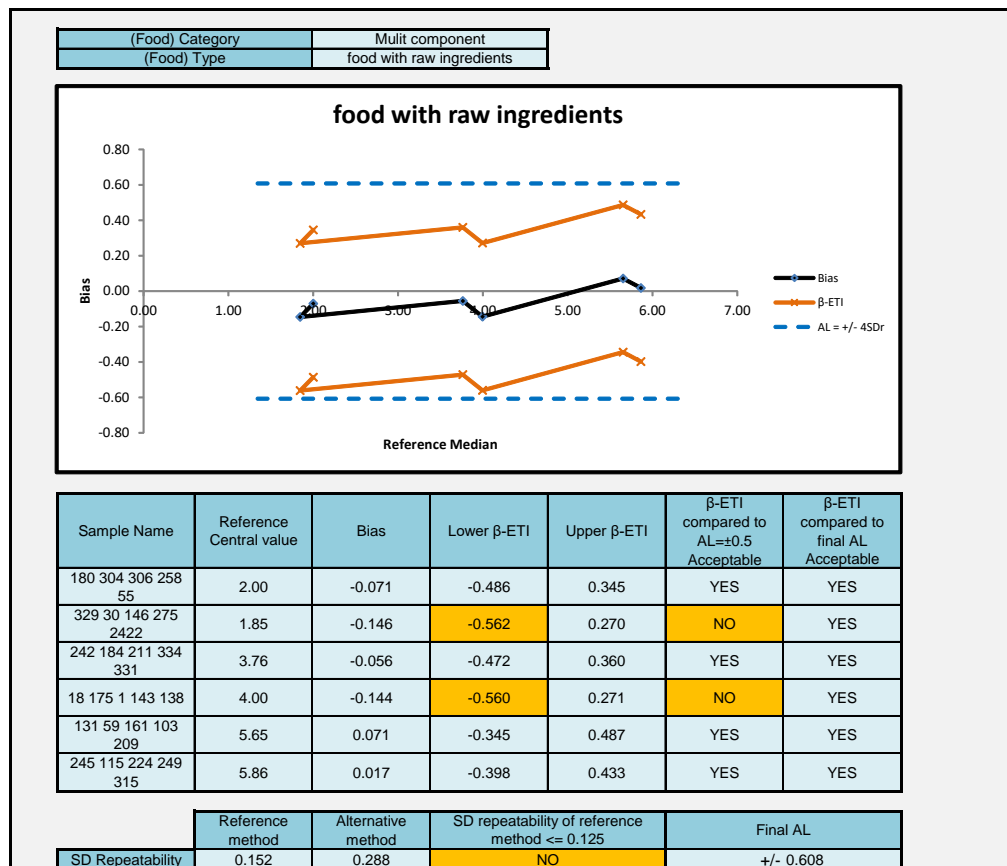 (Food) Category Mulit component
(Food) Type food with raw ingredients
food with raw ingredients
0.80
0.60
0.40
0.20
0.00
-0.20
-0.40
-0.60
-0.80
0.00 1.00 2.00 3.00 4.00 5.00 6.00 7.00
Bias
Reference Median
Bias
β-ETI
AL = +/- 4SDr
Sample Name Reference Central value Bias Lower β-ETI Upper β-ETI β-ETI compared to AL=±0.5 Acceptable β-ETI compared to final AL Acceptable
180 304 306 258 55 2.00 -0.071 -0.486 0.345 YES YES
329 30 146 275 2422 1.85 -0.146 -0.562 0.270 NO YES
242 184 211 334 331 3.76 -0.056 -0.472 0.360 YES YES
18 175 1 143 138 4.00 -0.144 -0.560 0.271 NO YES
131 59 161 103 209 5.65 0.071 -0.345 0.487 YES YES
245 115 224 249 315 5.86 0.017 -0.398 0.433 YES YES
Reference method Alternative method SD repeatability of reference method <= 0.125 Final AL
SD Repeatability 0.152 0.288 NO +/- 0.608